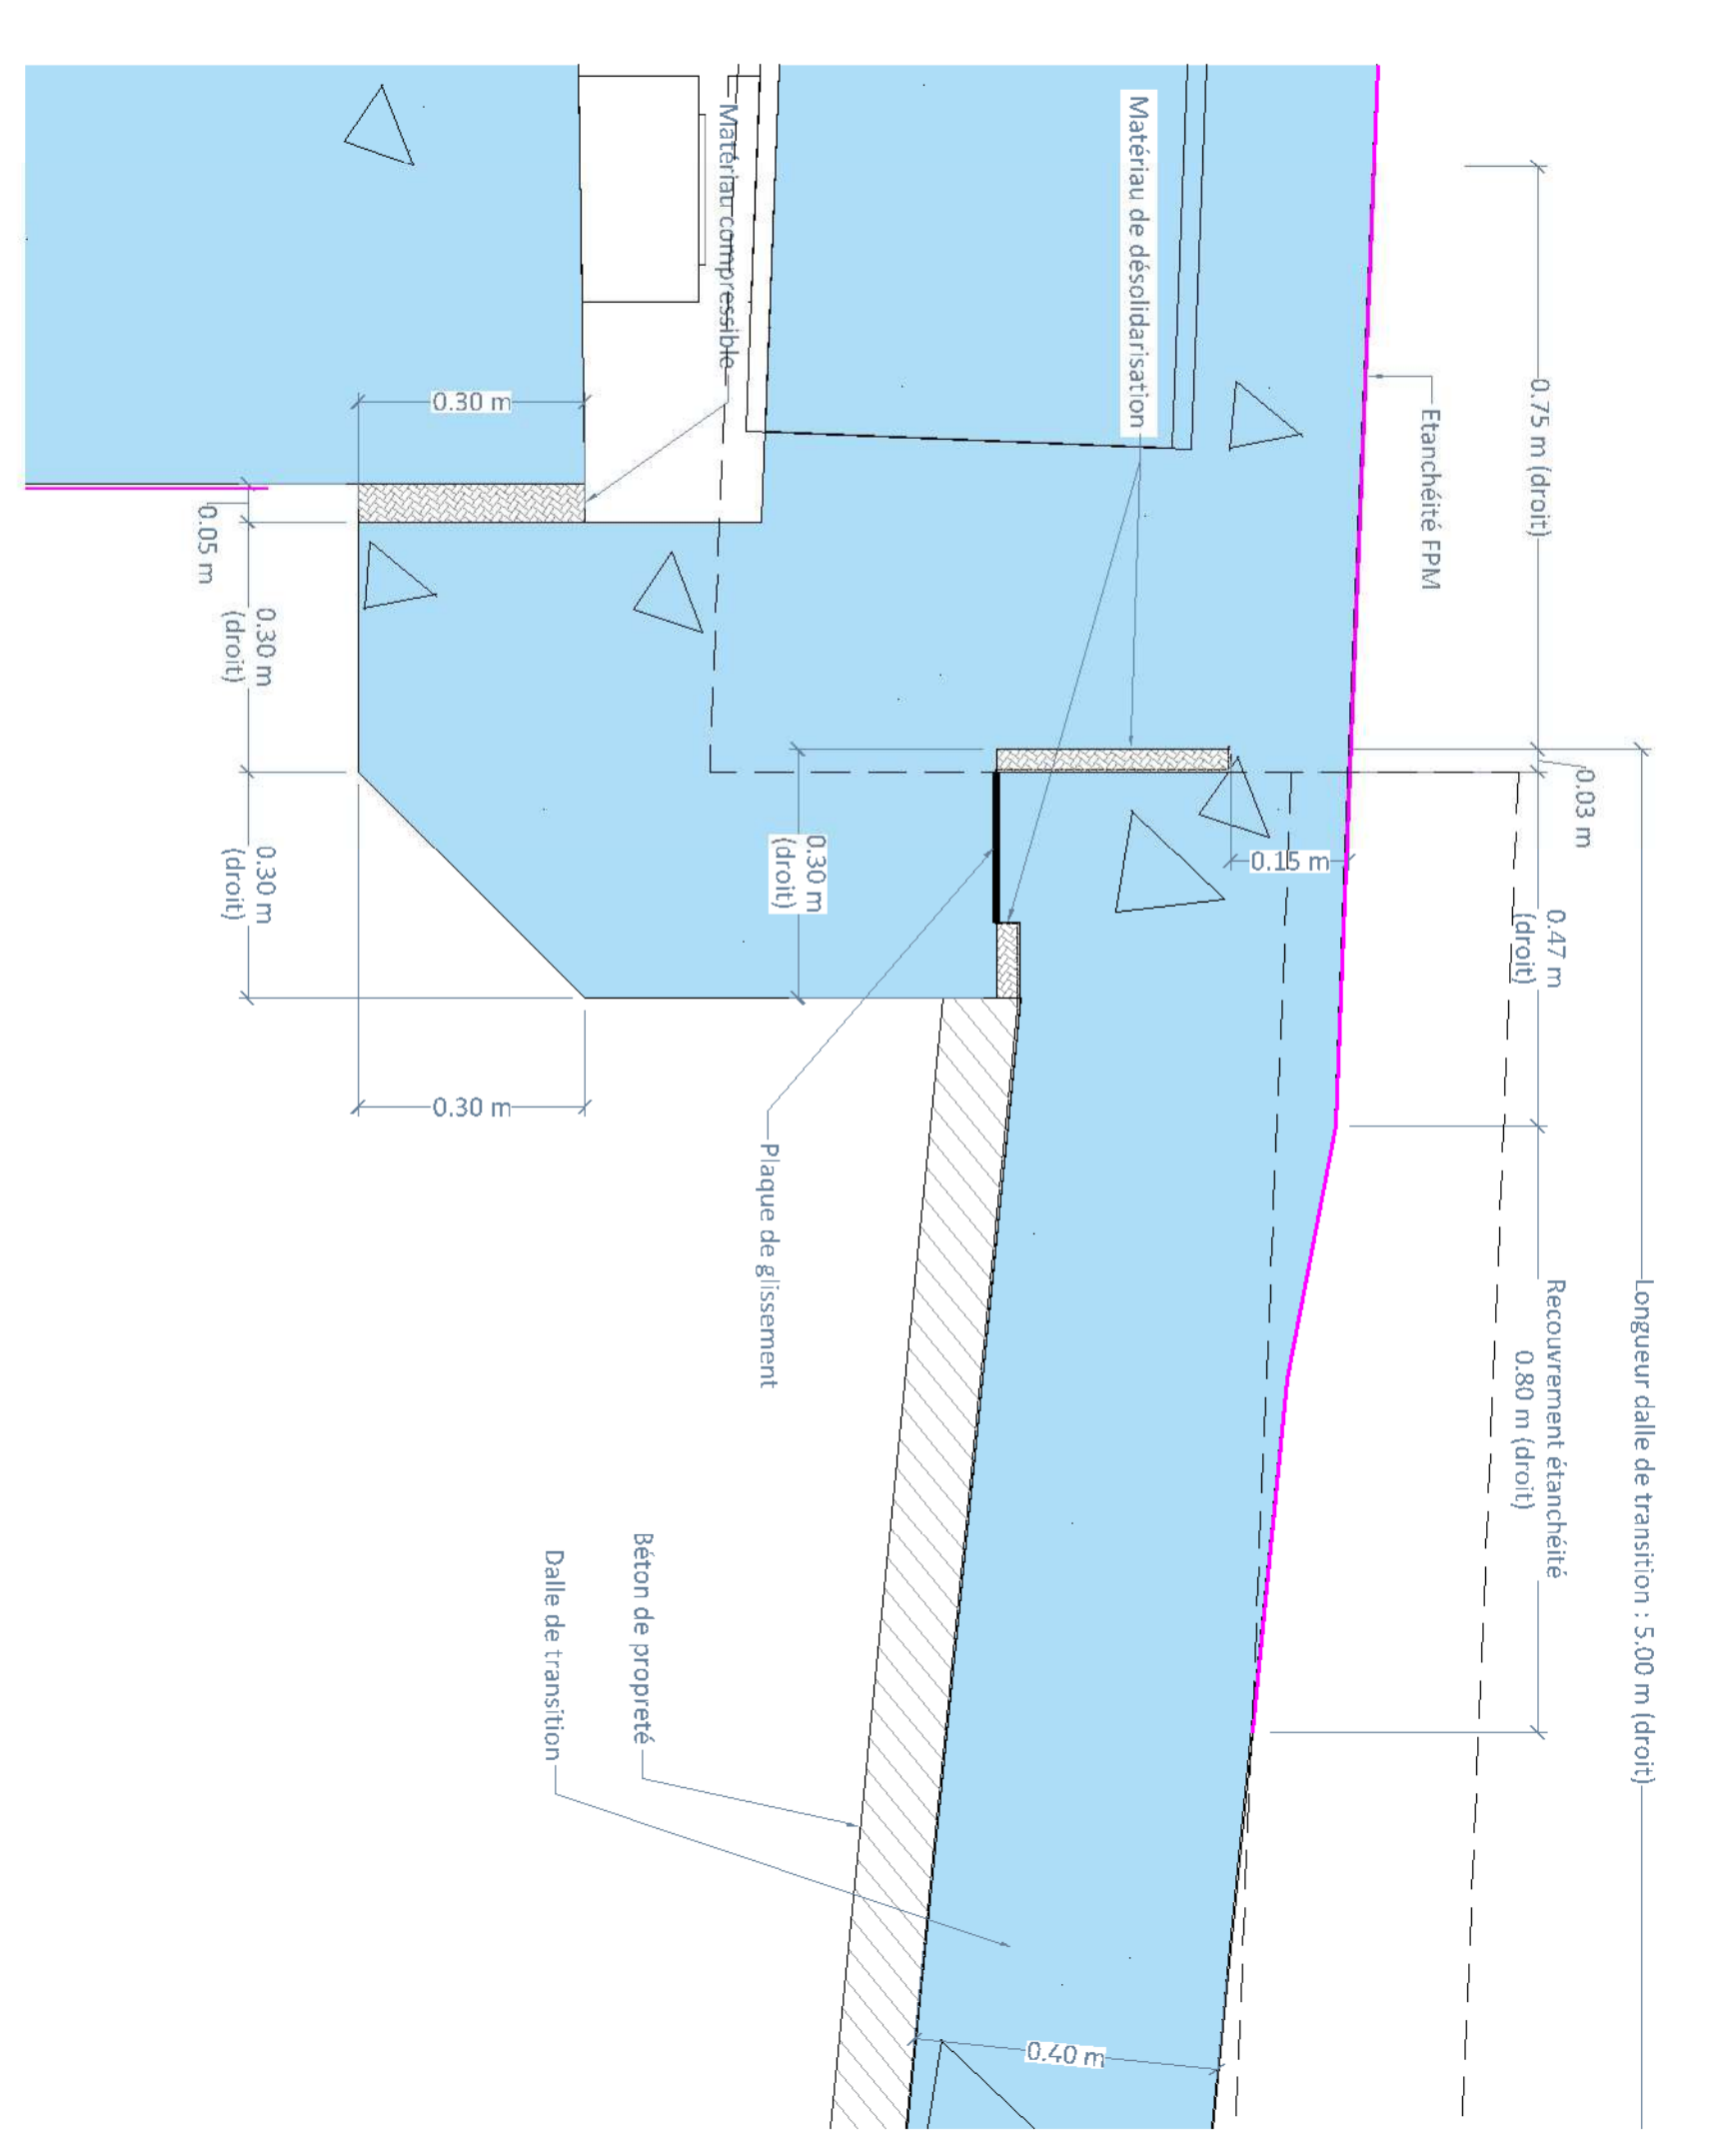 Longueur dalle de transition : 5.00 m (droit)
0.75 m (droit)
0.03 m
0.47 m
(droit)
Recouvrement étanchéité
0.80 m (droit)
Etanchéité FPM
0.15 m
Matériau de désolidarisation
Matériau compressible
0.30 m
(droit)
0.30 m
0.05 m
0.30 m
(droit)
0.30 m
(droit)
0.30 m
Plaque de glissement
Béton de propreté
Dalle de transition
0.40 m